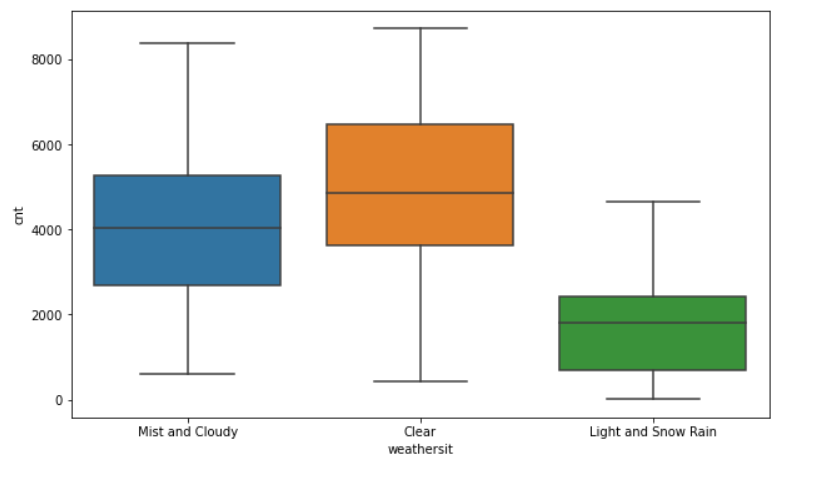 8000
6000
4000
2000
0
cnt
Mist and Cloudy
Clear
Light and Snow Rain
weathersit